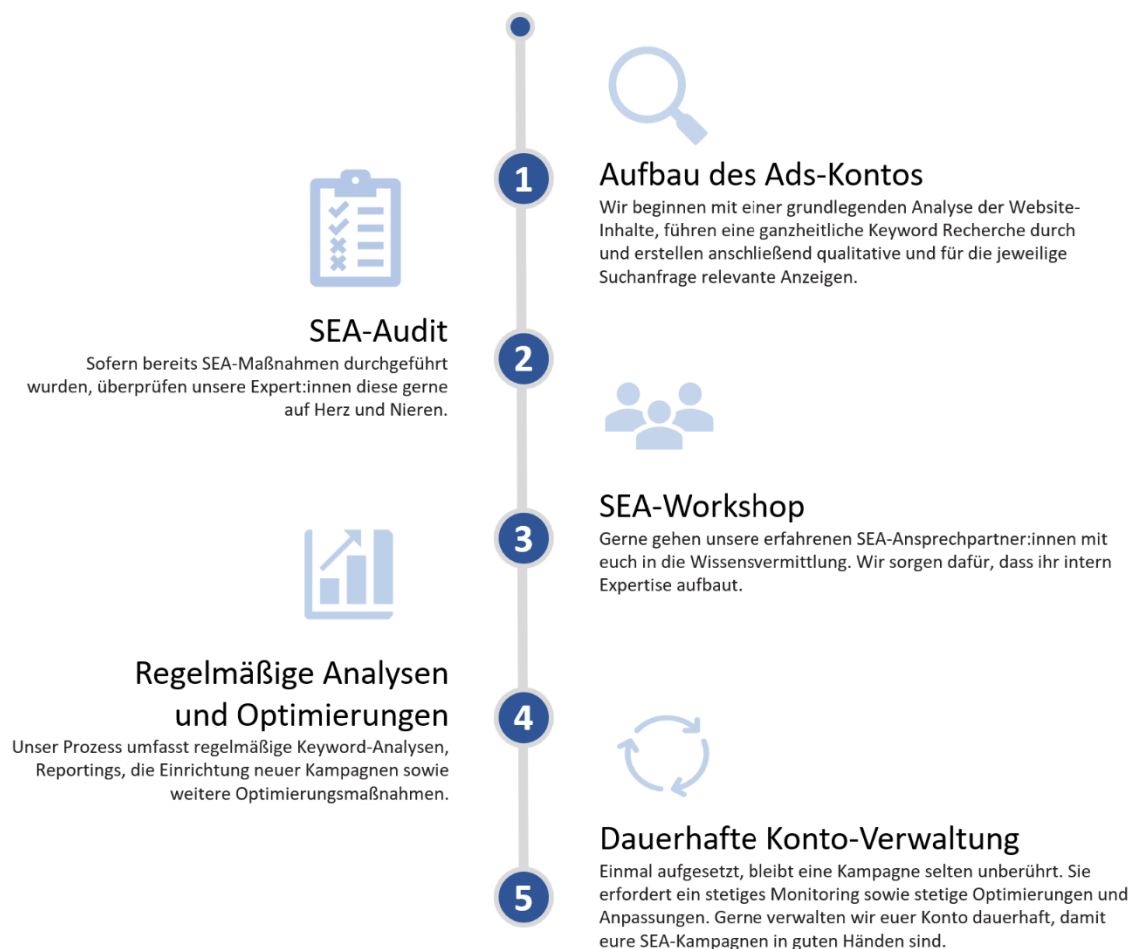 1
Aufbau des Ads-Kontos
Wir beginnen mit einer grundlegenden Analyse der Website-
Inhalte, führen eine ganzheitliche Keyword Recherche durch
und erstellen anschließend qualitative und für die jeweilige
Suchanfrage relevante Anzeigen.
2
SEA-Audit
Sofern bereits SEA-Maßnahmen durchgeführt
wurden, überprüfen unsere Expert:innen diese gerne
auf Herz und Nieren.
3
SEA-Workshop
Gerne gehen unsere erfahrenen SEA-Ansprechpartner:innen mit
euch in die Wissensvermittlung. Wir sorgen dafür, dass ihr intern
Expertise aufbaut.
4
Regelmäßige Analysen
und Optimierungen
Unser Prozess umfasst regelmäßige Keyword-Analysen,
Reportings, die Einrichtung neuer Kampagnen sowie
weitere Optimierungsmaßnahmen.
5
Dauerhafte Konto-Verwaltung
Einmal aufgesetzt, bleibt eine Kampagne selten unberührt. Sie
erfordert ein stetiges Monitoring sowie stetige Optimierungen und
Anpassungen. Gerne verwalten wir euer Konto dauerhaft, damit
eure SEA-Kampagnen in guten Händen sind.